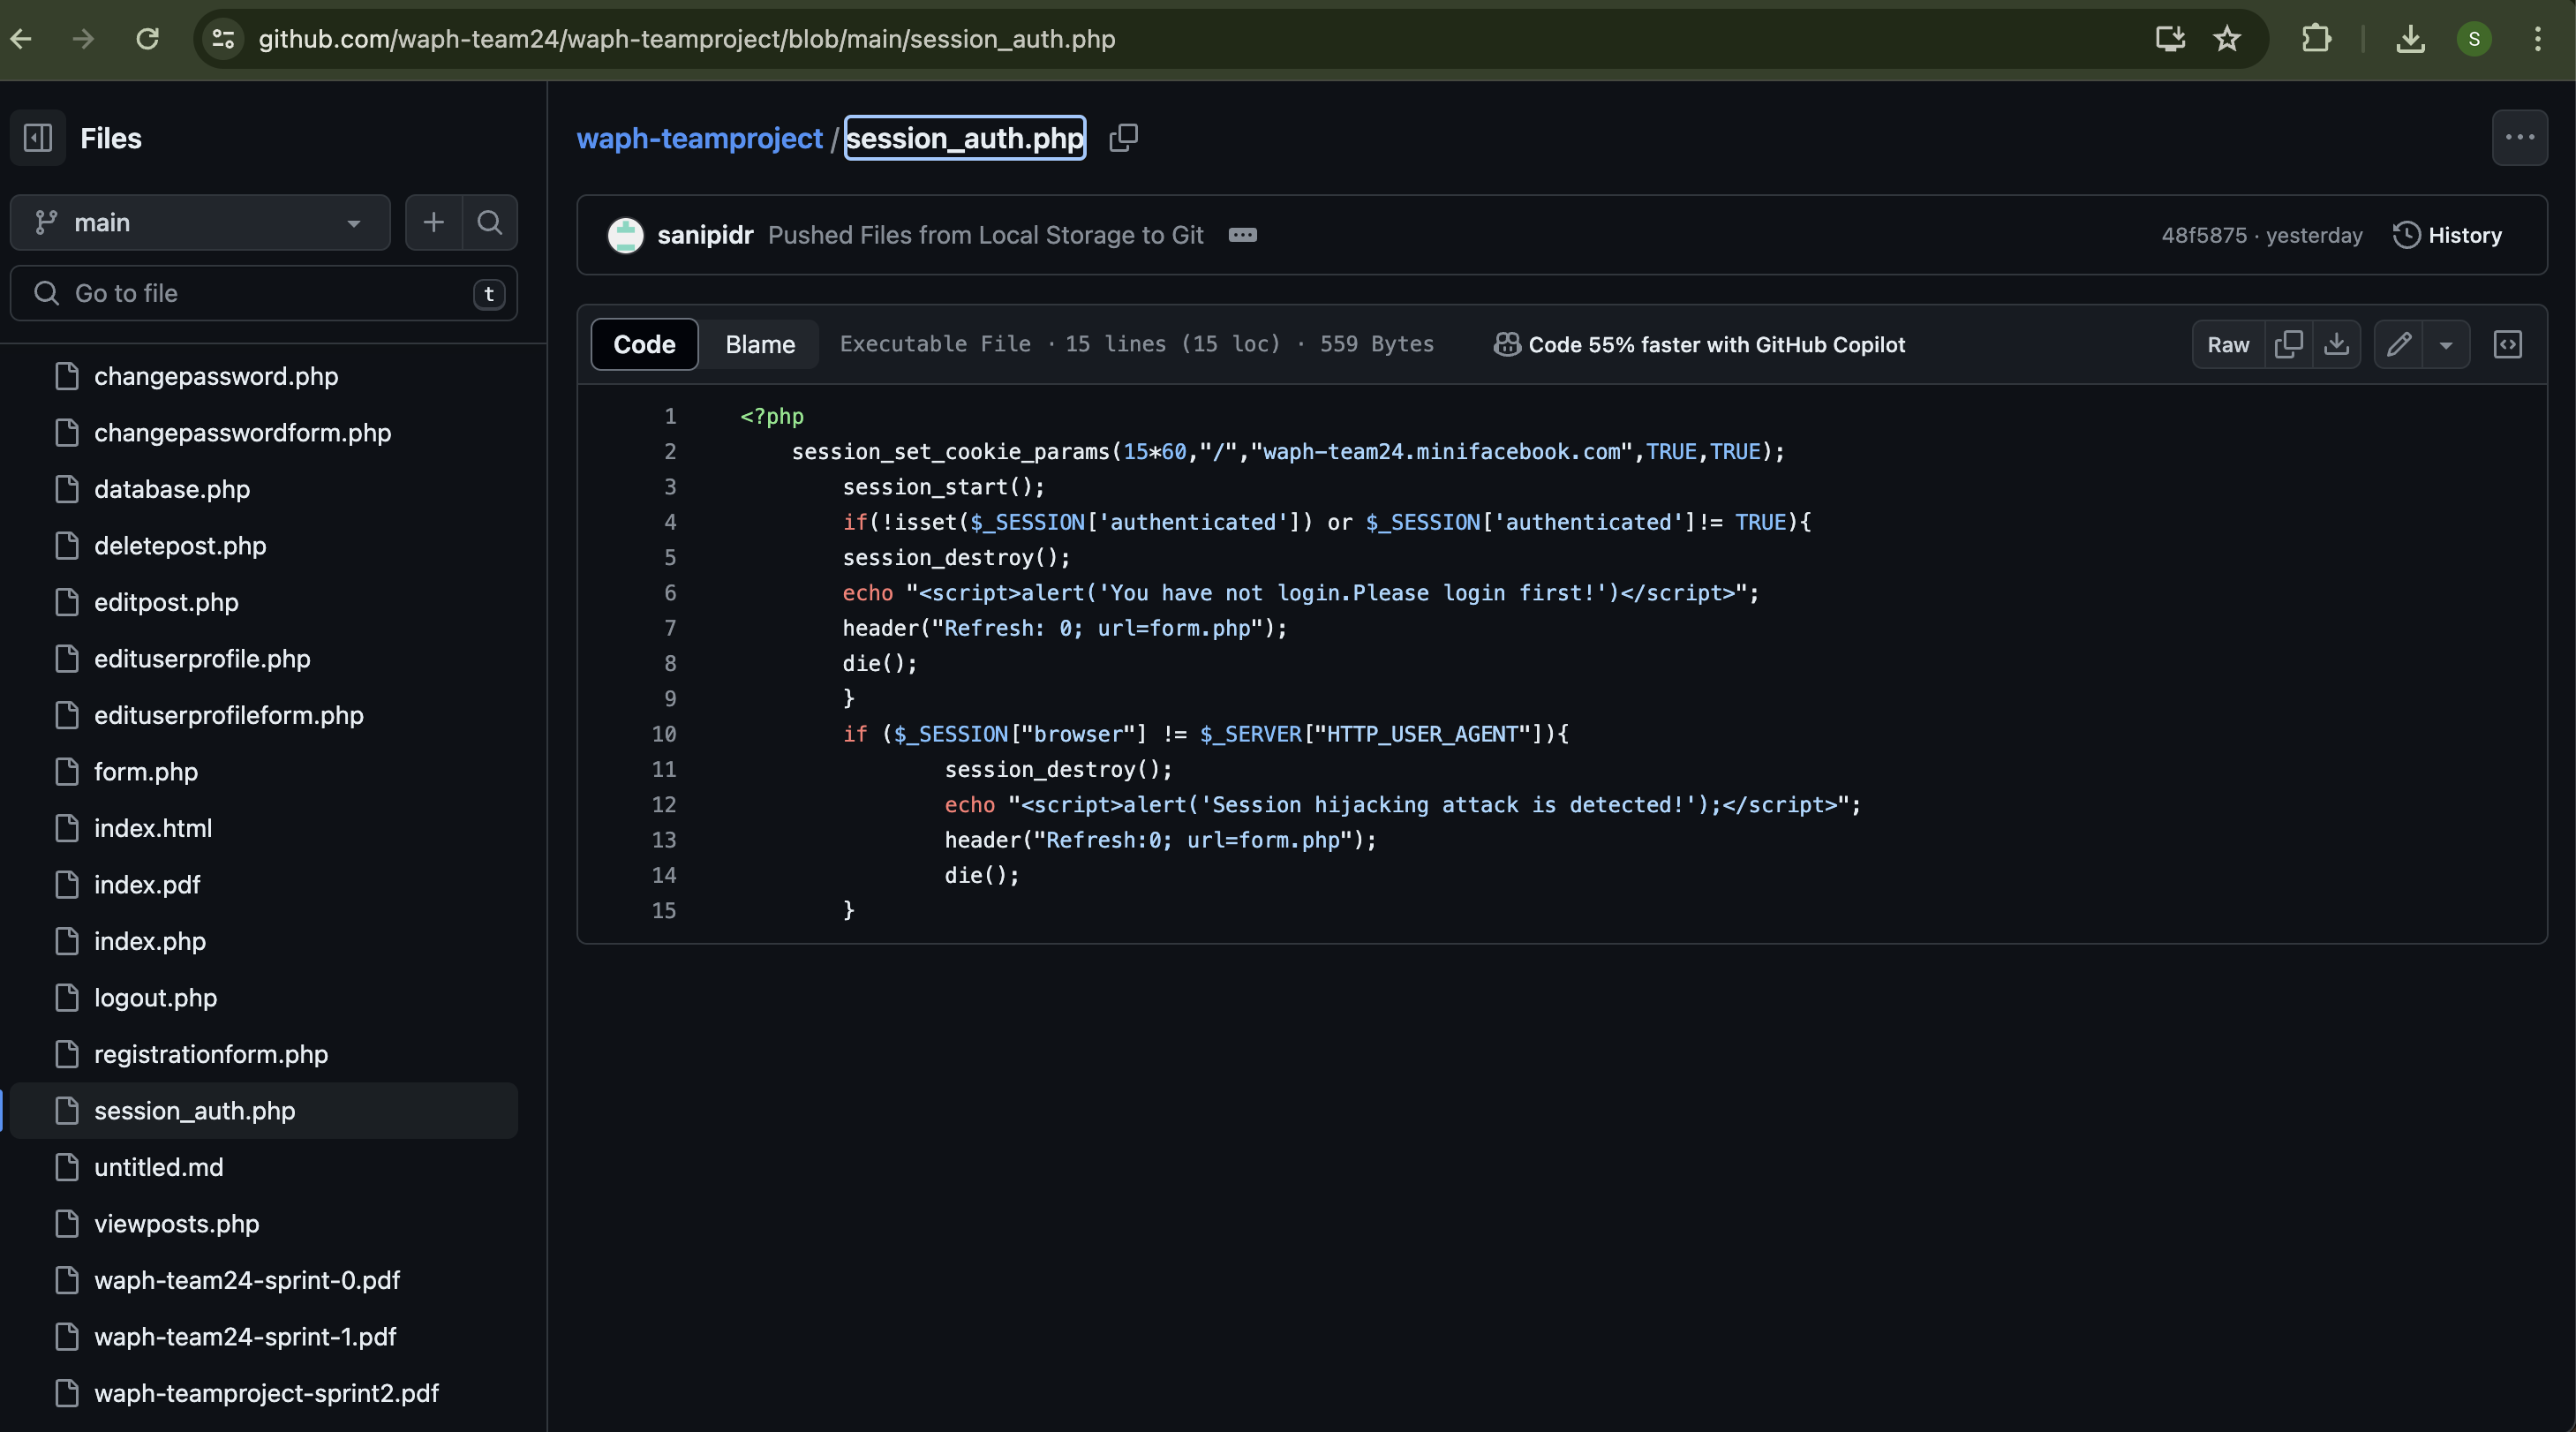 github.com/waph-team24/waph-teamproject/blob/main/session_auth.php
S
Files
main
Go to file
t
changepassword.php
changepasswordform.php
database.php
deletepost.php
editpost.php
edituserprofile.php
edituserprofileform.php
form.php
index.html
index.pdf
index.php
logout.php
registrationform.php
session_auth.php
untitled.md
viewposts.php
waph-team24-sprint-0.pdf
waph-team24-sprint-1.pdf
waph-teamproject-sprint2.pdf
waph-teamproject/session_auth.php
sanipidr Pushed Files from Local Storage to Git
48f5875 · yesterday History
Code Blame Executable File · 15 lines (15 loc) · 559 Bytes Code 55% faster with GitHub Copilot Raw
1 <?php
2     session_set_cookie_params(15*60,"/","waph-team24.minifacebook.com",TRUE,TRUE);
3         session_start();
4         if(!isset($_SESSION['authenticated']) or $_SESSION['authenticated']!= TRUE){
5         session_destroy();
6         echo "<script>alert('You have not login.Please login first!')</script>";
7         header("Refresh: 0; url=form.php");
8         die();
9         }
10         if ($_SESSION["browser"] != $_SERVER["HTTP_USER_AGENT"]){
11                 session_destroy();
12                 echo "<script>alert('Session hijacking attack is detected!');</script>";
13                 header("Refresh:0; url=form.php");
14                 die();
15         }